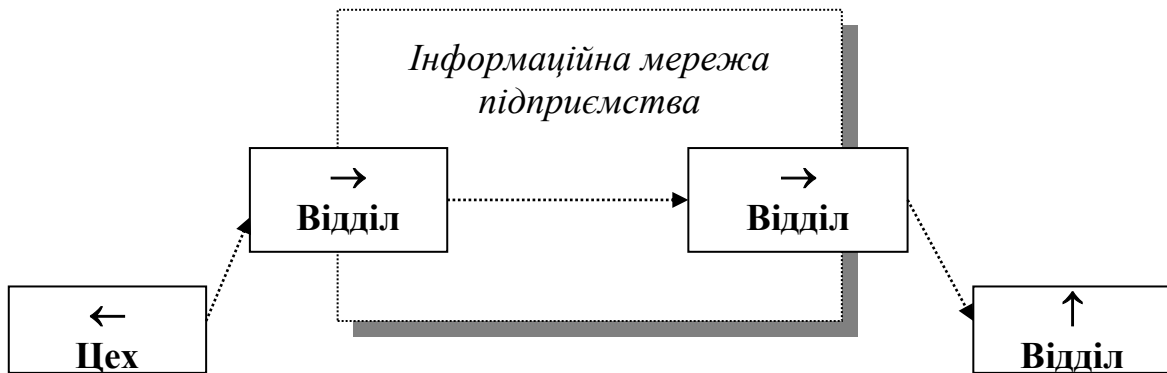 Інформаційна мережа
підприємства
→
Відділ
→
Відділ
←
Цех
↑
Відділ